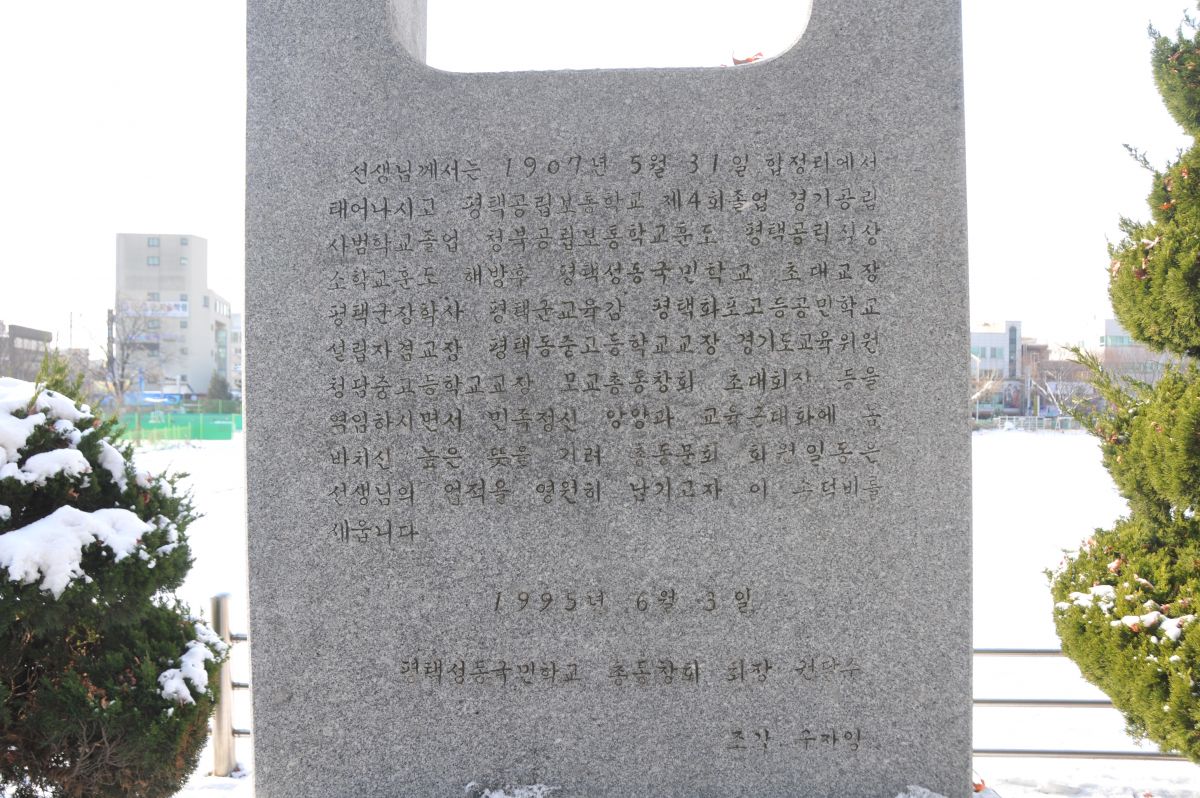 선생님께서는 1907년 5월 31일 합정리에서
태어나시고 평택공립보통학교 제4회졸업 경기공립
사범학교졸업 청북공립보통학교훈도 평택공립심상
소학교훈도 해방후 평택성동국민학교 초대교장
평택군장학사 평택군교육감 평택화포고등공민학교
설립자겸교장 평택동중고등학교교장 경기도교육위원
청담중고등학교교장 모교총동창회 초대회장 등을
역임하시면서 민족정신 앙양과 교육근대화에 몸
바치신 높은 뜻을 기려 총동문회 회원일동은
선생님의 업적을 영원히 남기고자 이 송덕비를
세웁니다
1995년 6월 3일
평택성동국민학교 총동창회 회장
조각